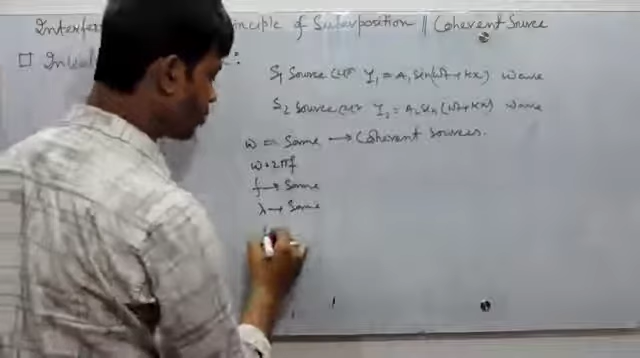 Interfer nciple of Superposition || Coherent Source
□ :
S1 Source Y1 = A1 sin(ωt+kx) wave
S2 Source Y2 = A2 sin(ωt+kx) wave
ω = Same → Coherent sources.
ω = 2πf
f → Same
λ → Same